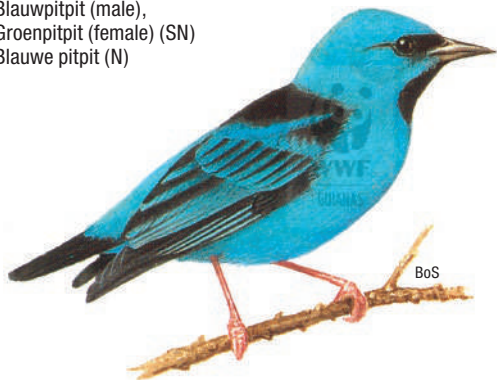 Blauwpitpit (male),
Groenpitpit (female) (SN)
Blauwe pitpit (N)
WWF
GUIANAS
BoS